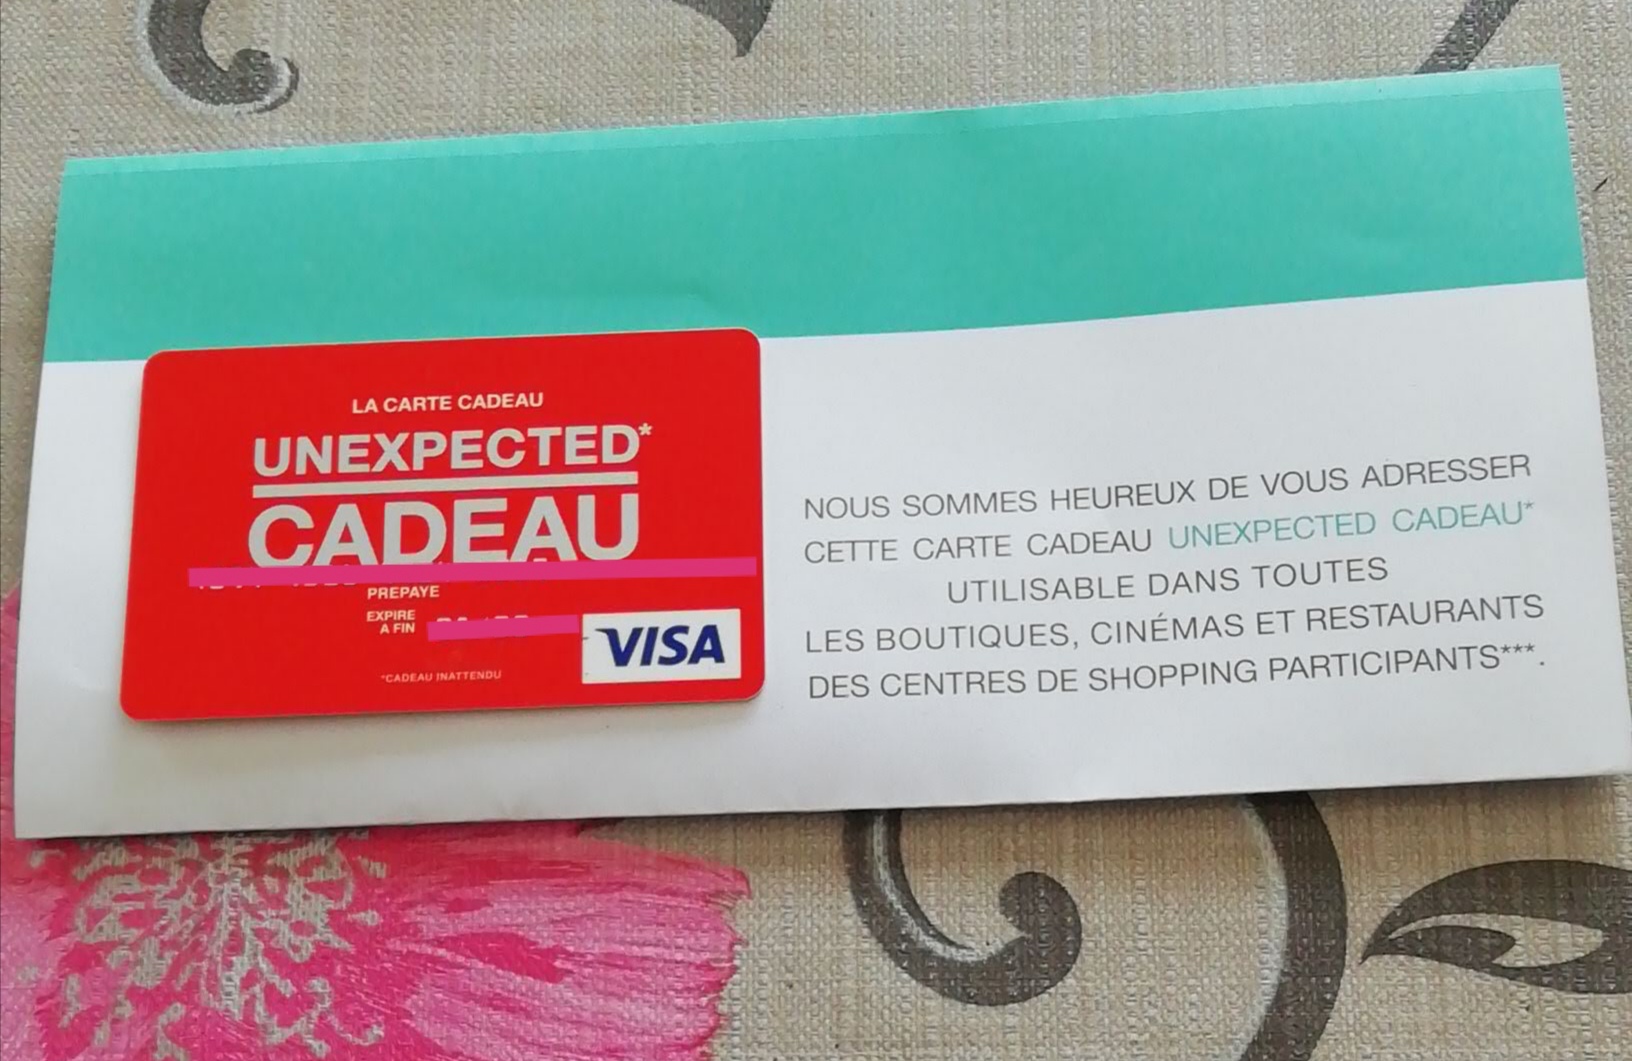 LA CARTE CADEAU
UNEXPECTED*
CADEAU
PREPAYE
EXPIRE
A FIN
VISA
*CADEAU INATTENDU
NOUS SOMMES HEUREUX DE VOUS ADRESSER
CETTE CARTE CADEAU UNEXPECTED CADEAU*
UTILISABLE DANS TOUTES
LES BOUTIQUES, CINÉMAS ET RESTAURANTS
DES CENTRES DE SHOPPING PARTICIPANTS***.